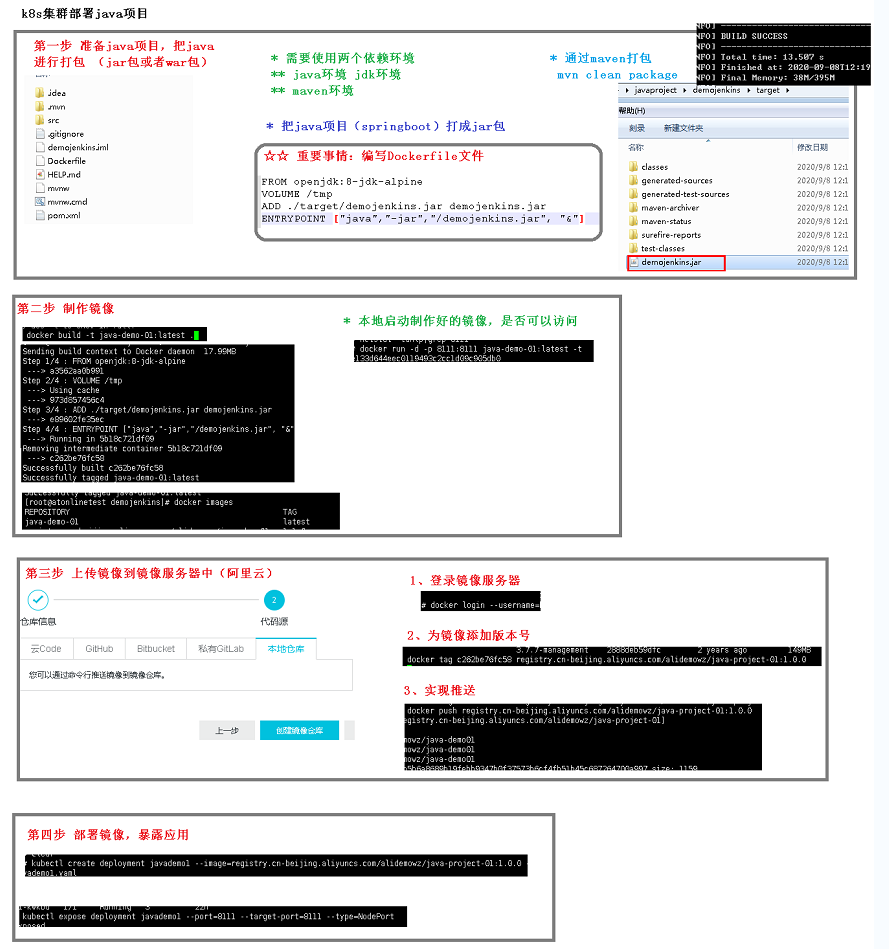 k8s集群部署java项目
第一步 准备java项目，把java
进行打包 （jar包或者war包）
.idea
.mvn
src
.gitignore
demojenkins.iml
Dockerfile
HELP.md
mvnw
mvnw.cmd
pom.xml
* 需要使用两个依赖环境
** java环境 jdk环境
** maven环境
* 通过maven打包
mvn clean package
* 把java项目（springboot）打成jar包
☆☆ 重要事情：编写Dockerfile文件
FROM openjdk:8-jdk-alpine
VOLUME /tmp
ADD ./target/demojenkins.jar demojenkins.jar
ENTRYPOINT ["java","-jar","/demojenkins.jar", "&"]
NFO] BUILD SUCCESS
NFO] Total time: 13.507 s
NFO] Finished at: 2020-09-08T12:19
NFO] Final Memory: 38M/395M
javaproject demojenkins target
帮助(H)
刻录 新建文件夹
名称 修改日期
classes 2020/9/8 12:1
generated-sources 2020/9/8 12:1
generated-test-sources 2020/9/8 12:1
maven-archiver 2020/9/8 12:1
maven-status 2020/9/8 12:1
surefire-reports 2020/9/8 12:1
test-classes 2020/9/8 12:1
demojenkins.jar 2020/9/8 12:1
第二步 制作镜像
docker build -t java-demo-01:latest .
Sending build context to Docker daemon 17.99MB
Step 1/4 : FROM openjdk:8-jdk-alpine
---> a3562aa0b991
Step 2/4 : VOLUME /tmp
---> Using cache
---> 973d857456c4
Step 3/4 : ADD ./target/demojenkins.jar demojenkins.jar
---> e89602fe35ec
Step 4/4 : ENTRYPOINT ["java","-jar","/demojenkins.jar", "&"
---> Running in 5b18c721df09
Removing intermediate container 5b18c721df09
---> c262be76fc58
Successfully built c262be76fc58
Successfully tagged java-demo-01:latest
Successfully tagged java-demo-01:latest
[root@atonlinetest demojenkins]# docker images
REPOSITORY TAG
java-demo-01 latest
* 本地启动制作好的镜像，是否可以访问
docker run -d -p 8111:8111 java-demo-01:latest -t
e133d644eec0119493c2cc1d09c905db0
第三步 上传镜像到镜像服务器中（阿里云）
2
仓库信息 代码源
云Code GitHub Bitbucket 私有GitLab 本地仓库
您可以通过命令行推送镜像到镜像仓库。
上一步 创建镜像仓库
1、登录镜像服务器
# docker login --username=
2、为镜像添加版本号
3.7.7-management 2888deb59dfc 2 years ago 149MB
docker tag c262be76fc58 registry.cn-beijing.aliyuncs.com/alidemowz/java-project-01:1.0.0
3、实现推送
docker push registry.cn-beijing.aliyuncs.com/alidemowz/java-project-01:1.0.0
egistry.cn-beijing.aliyuncs.com/alidemowz/java-project-01]
mowz/java-demo01
mowz/java-demo01
mowz/java-demo01
第四步 部署镜像，暴露应用
# kubectl create deployment javademo1 --image=registry.cn-beijing.aliyuncs.com/alidemowz/java-project-01:1.0.0
vademo1.yaml
kubectl expose deployment javademo1 --port=8111 --target-port=8111 --type=NodePort
xposed